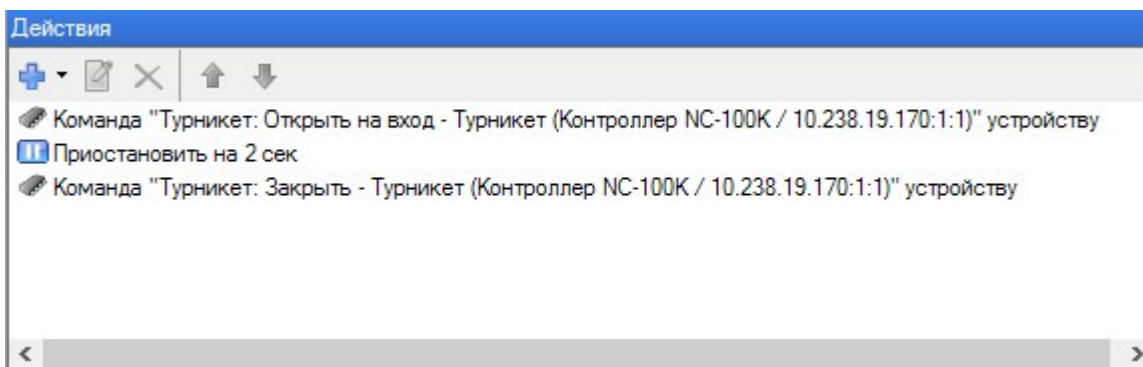 Действия
Команда "Турникет: Открыть на вход - Турникет (Контроллер NC-100K / 10.238.19.170:1:1)" устройству
Приостановить на 2 сек
Команда "Турникет: Закрыть - Турникет (Контроллер NC-100K / 10.238.19.170:1:1)" устройству